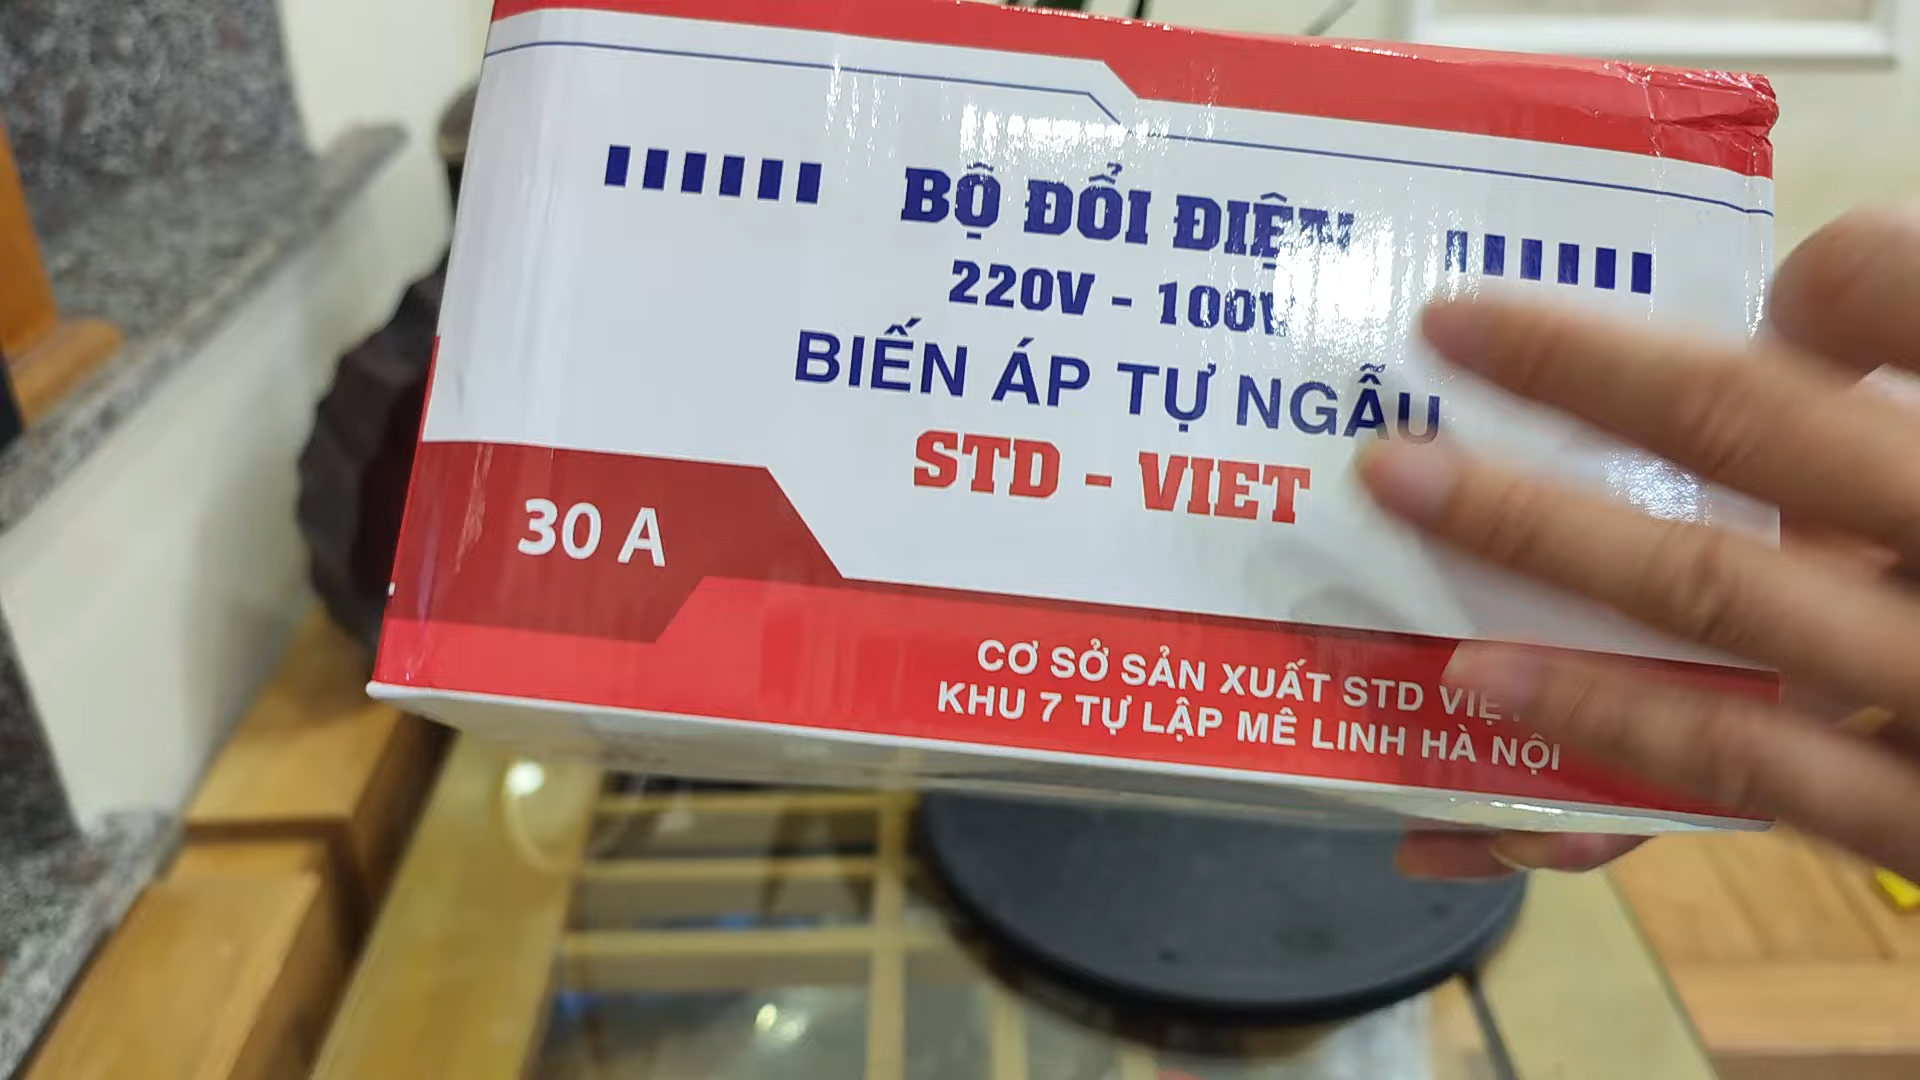 BỘ ĐỔI ĐIỆN
220V - 100V
BIẾN ÁP TỰ NGẪU
STD - VIET
30 A
CƠ SỞ SẢN XUẤT STD VIỆT
KHU 7 TỰ LẬP MÊ LINH HÀ NỘI